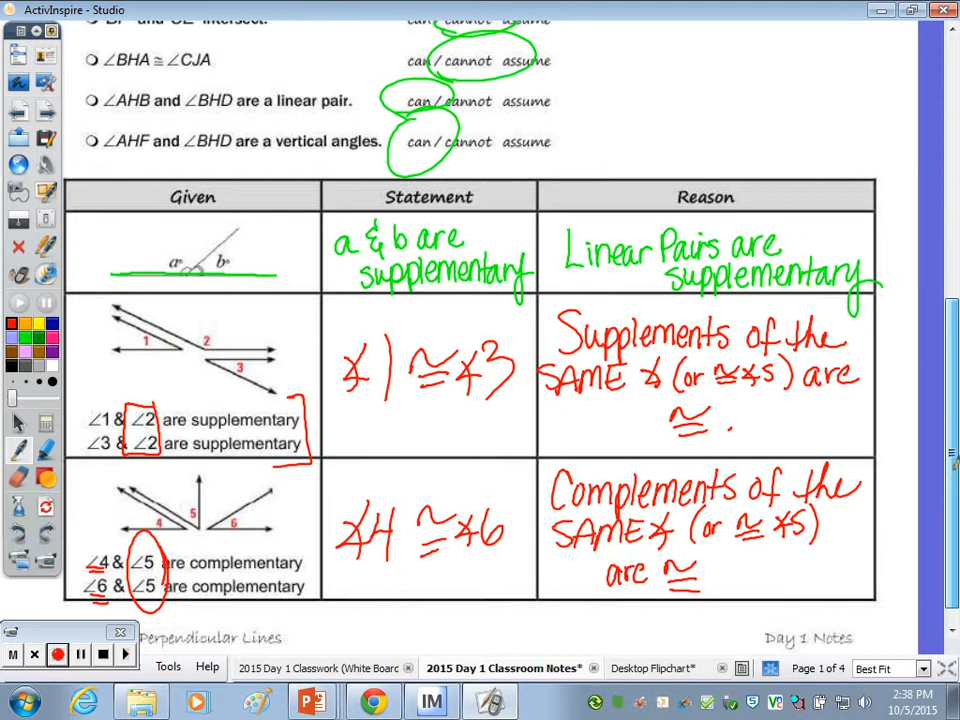 ActivInspire - Studio
can / cannot assume
∠BHA ≅ ∠CJA can / cannot assume
∠AHB and ∠BHD are a linear pair. can / cannot assume
∠AHF and ∠BHD are a vertical angles. can / cannot assume
Given Statement Reason
a° b°
a & b are supplementary
Linear Pairs are supplementary
1 2 3
∠1 & ∠2 are supplementary
∠3 & ∠2 are supplementary
∡1 ≅ ∡3
Supplements of the
SAME ∡ (or ≅ ∡s) are
≅ .
4 5 6
∠4 & ∠5 are complementary
∠6 & ∠5 are complementary
∡4 ≅ ∡6
Complements of the
SAME ∡ (or ≅ ∡s)
are ≅
Perpendicular Lines Day 1 Notes
M
Tools Help 2015 Day 1 Classwork (White Board 2015 Day 1 Classroom Notes* Desktop Flipchart* Page 1 of 4 Best Fit
IM
2:38 PM
10/5/2015